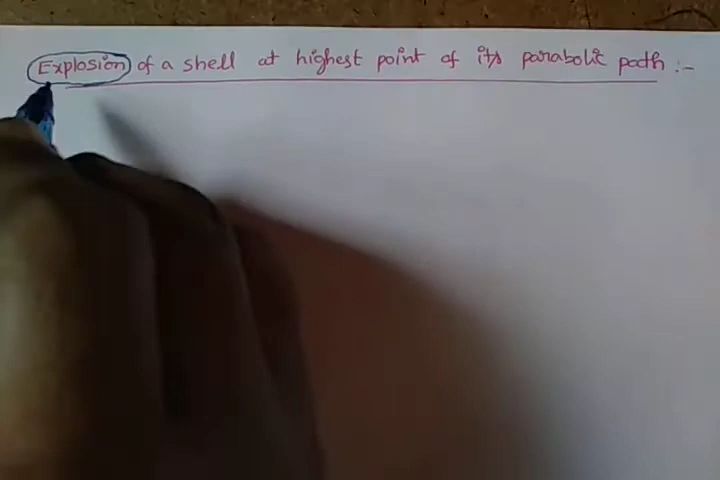 Explosion of a shell at highest point of its parabolic path :-